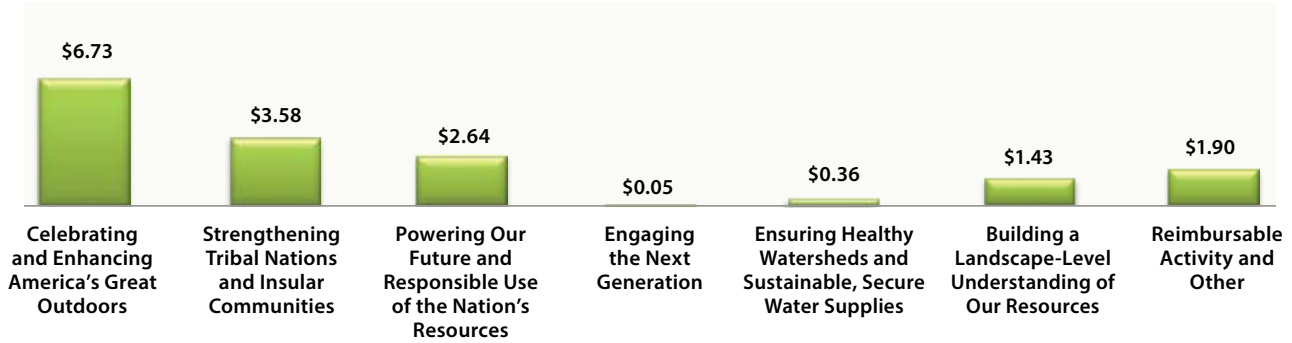 $6.73
$3.58
$2.64
$0.05
$0.36
$1.43
$1.90
Celebrating
and Enhancing
America's Great
Outdoors
Strengthening
Tribal Nations
and Insular
Communities
Powering Our
Future and
Responsible Use
of the Nation's
Resources
Engaging
the Next
Generation
Ensuring Healthy
Watersheds and
Sustainable, Secure
Water Supplies
Building a
Landscape-Level
Understanding of
Our Resources
Reimbursable
Activity and
Other